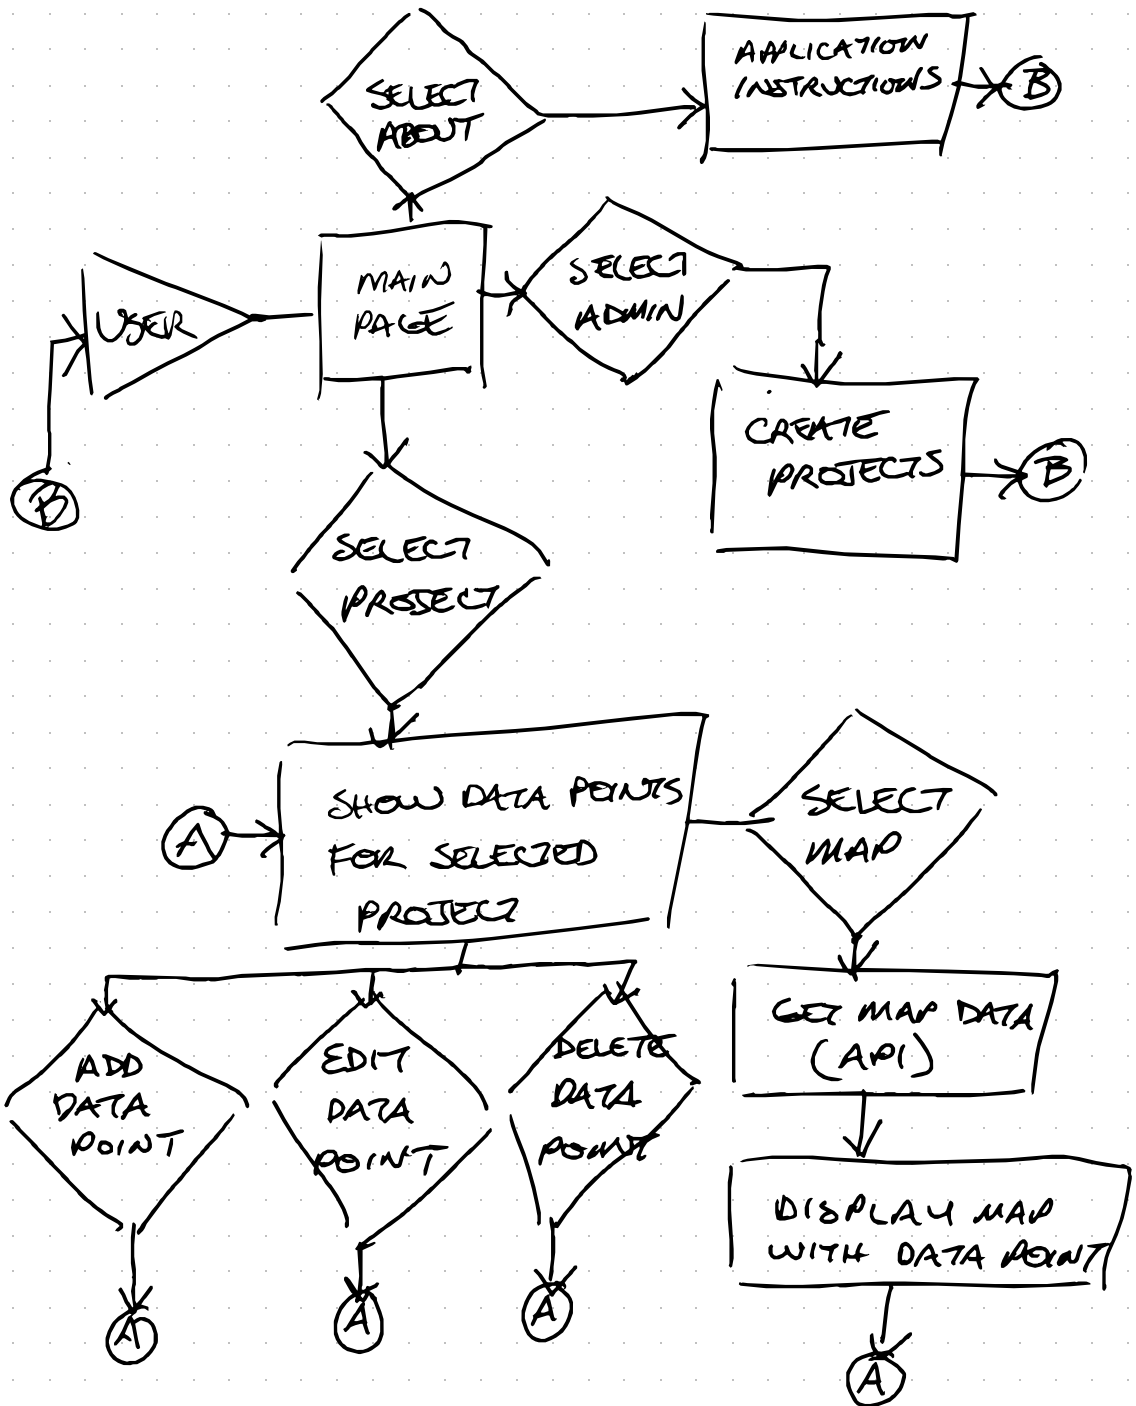 SELECT
ABOUT
APPLICATION
INSTRUCTIONS
B
USER
MAIN
PAGE
SELECT
ADMIN
B
CREATE
PROJECTS
B
SELECT
PROJECT
A
SHOW DATA POINTS
FOR SELECTED
PROJECT
SELECT
MAP
GET MAP DATA
(API)
ADD
DATA
POINT
EDIT
DATA
POINT
DELETE
DATA
POINT
DISPLAY MAP
WITH DATA POINT
A
A
A
A